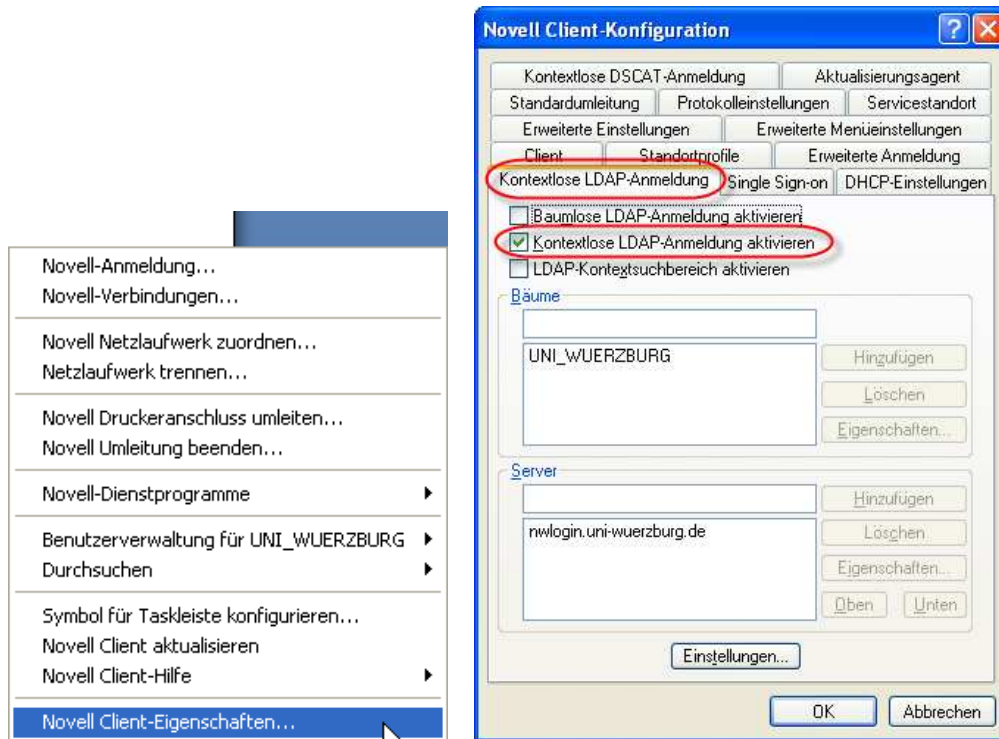 Novell-Anmeldung...
Novell-Verbindungen...
Novell Netzlaufwerk zuordnen...
Netzlaufwerk trennen...
Novell Druckeranschluss umleiten...
Novell Umleitung beenden...
Novell-Dienstprogramme
Benutzerverwaltung für UNI_WUERZBURG
Durchsuchen
Symbol für Taskleiste konfigurieren...
Novell Client aktualisieren
Novell Client-Hilfe
Novell Client-Eigenschaften...
Novell Client-Konfiguration
Kontextlose DSCAT-Anmeldung Aktualisierungsagent
Standardumleitung Protokolleinstellungen Servicestandort
Erweiterte Einstellungen Erweiterte Menüeinstellungen
Client Standortprofile Erweiterte Anmeldung
Kontextlose LDAP-Anmeldung Single Sign-on DHCP-Einstellungen
Baumlose LDAP-Anmeldung aktivieren
Kontextlose LDAP-Anmeldung aktivieren
LDAP-Kontextsuchbereich aktivieren
Bäume
UNI_WUERZBURG
Hinzufügen
Löschen
Eigenschaften...
Server
Hinzufügen
nwlogin.uni-wuerzburg.de
Löschen
Eigenschaften...
Oben Unten
Einstellungen...
OK Abbrechen